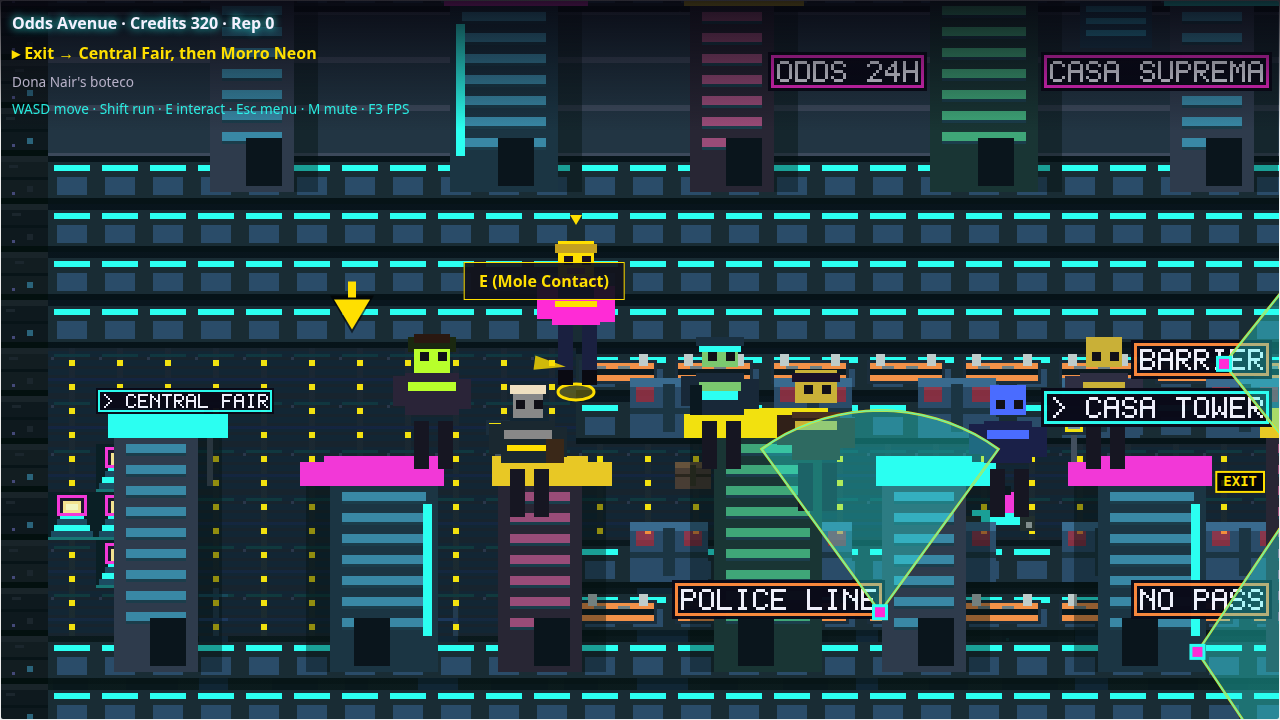 Odds Avenue · Credits 320 · Rep 0
▸ Exit → Central Fair, then Morro Neon
Dona Nair's boteco
WASD move · Shift run · E interact · Esc menu · M mute · F3 FPS
ODDS 24H
CASA SUPREMA
E (Mole Contact)
BARRIER
> CENTRAL FAIR
> CASA TOWER
EXIT
POLICE LINE
NO PASS